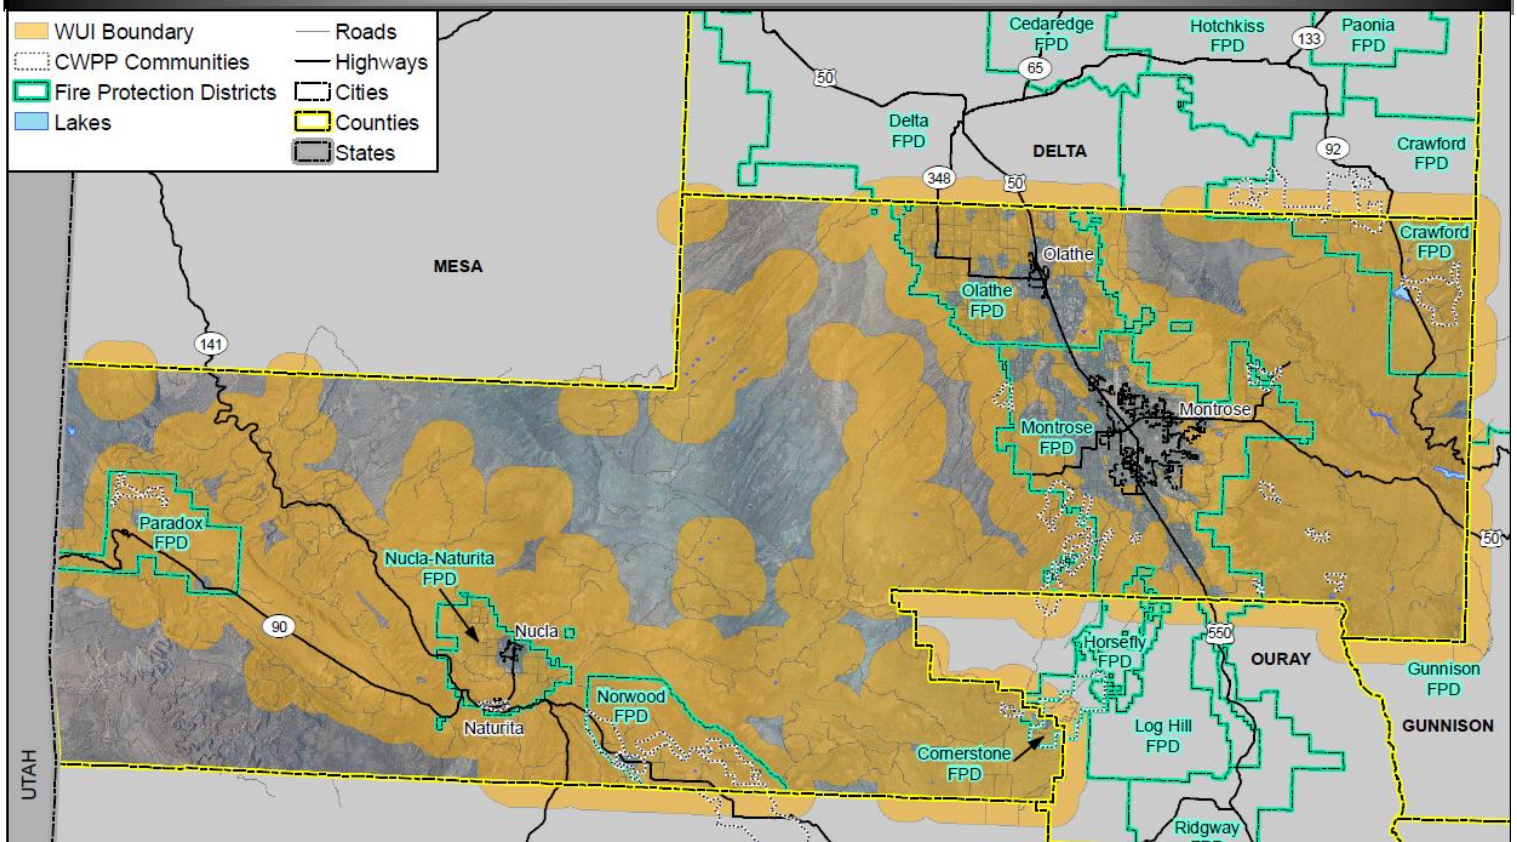 WUI Boundary
CWPP Communities
Fire Protection Districts
Lakes
Roads
Highways
Cities
Counties
States
Cedaredge
FPD
Hotchkiss
FPD
133
Paonia
FPD
50
65
Delta
FPD
DELTA
92
Crawford
FPD
348
50
Crawford
FPD
MESA
Olathe
Olathe
FPD
141
Montrose
Montrose
FPD
Paradox
FPD
50
Nucla-Naturita
FPD
90
Nucla
550
Horsefly
FPD
OURAY
Gunnison
FPD
Norwood
FPD
Naturita
Log Hill
FPD
GUNNISON
Cornerstone
FPD
UTAH
Ridgway